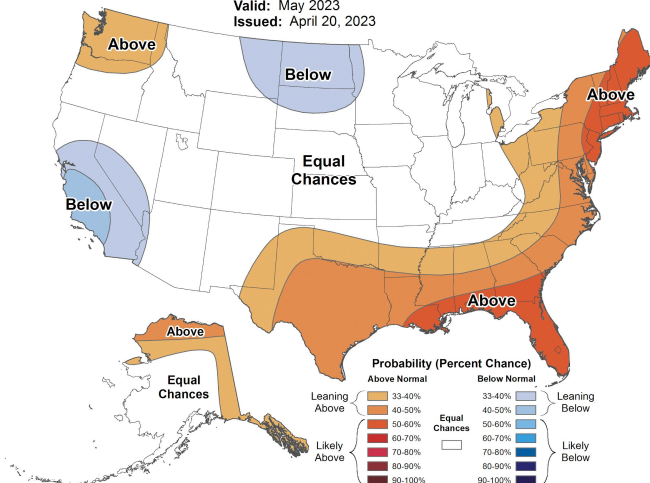 Valid: May 2023
Issued: April 20, 2023
Above
Below
Above
Equal
Chances
Below
Above
Above
Equal
Chances
Probability (Percent Chance)
Above Normal
Below Normal
Leaning
Above
33-40%
40-50%
Likely
Above
50-60%
60-70%
70-80%
80-90%
90-100%
Equal
Chances
33-40%
40-50%
Leaning
Below
50-60%
60-70%
70-80%
80-90%
90-100%
Likely
Below